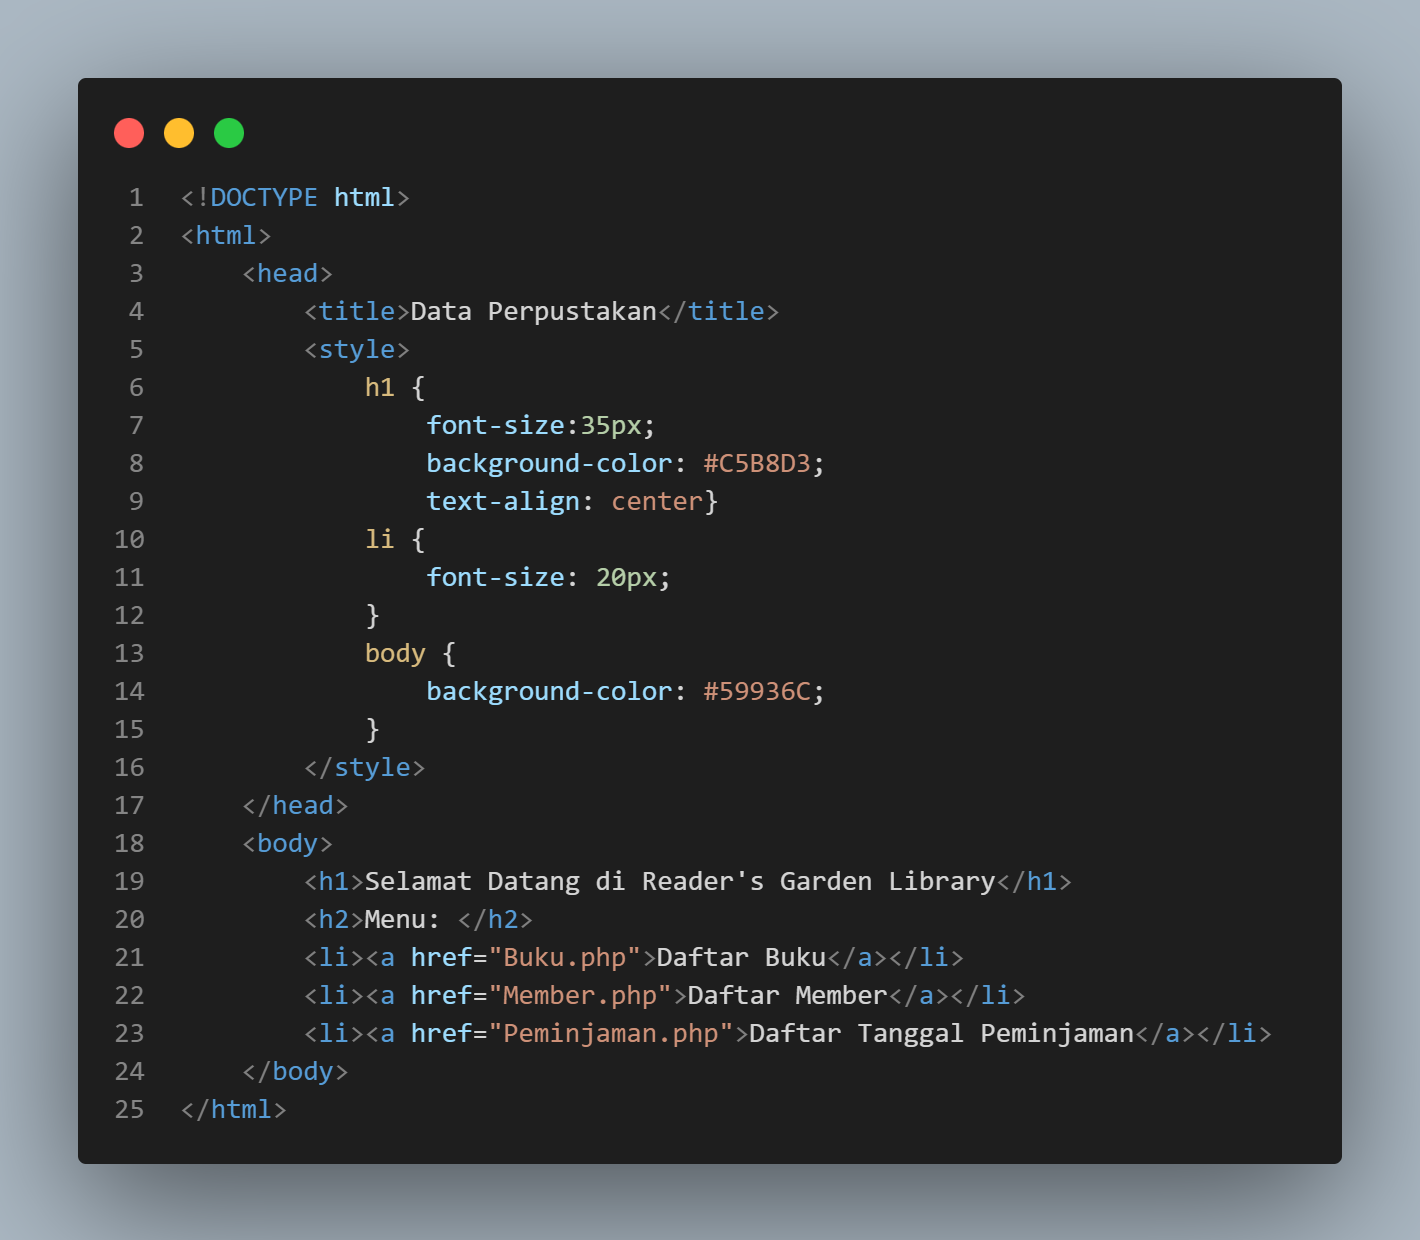 1 <!DOCTYPE html>
2 <html>
3     <head>
4         <title>Data Perpustakan</title>
5         <style>
6             h1 {
7                 font-size:35px;
8                 background-color: #C5B8D3;
9                 text-align: center}
10             li {
11                 font-size: 20px;
12             }
13             body {
14                 background-color: #59936C;
15             }
16         </style>
17     </head>
18     <body>
19         <h1>Selamat Datang di Reader's Garden Library</h1>
20         <h2>Menu: </h2>
21         <li><a href="Buku.php">Daftar Buku</a></li>
22         <li><a href="Member.php">Daftar Member</a></li>
23         <li><a href="Peminjaman.php">Daftar Tanggal Peminjaman</a></li>
24     </body>
25 </html>